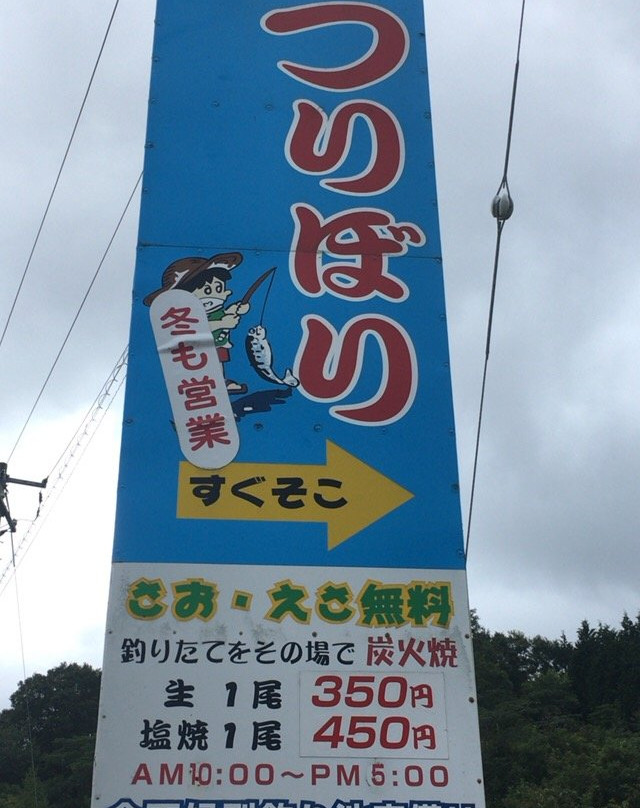 つりぼり
冬も営業
すぐそこ
さお・えさ無料
釣りたてをその場で 炭火焼
生 1尾 350円
塩焼 1尾 450円
AM10:00～PM5:00